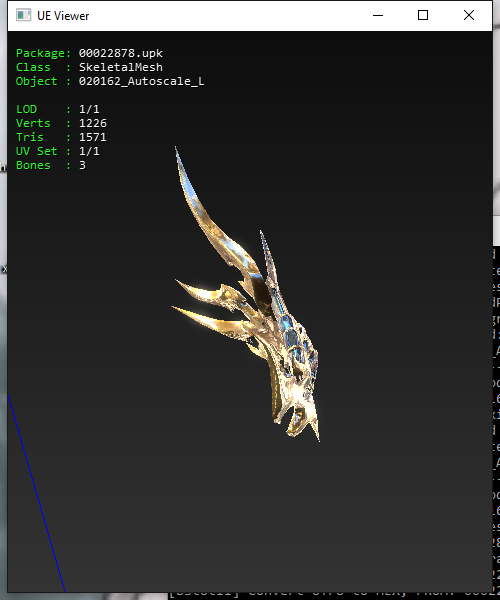 UE Viewer
Package: 00022878.upk
Class : SkeletalMesh
Object : 020162_Autoscale_L
LOD : 1/1
Verts : 1226
Tris : 1571
UV Set : 1/1
Bones : 3